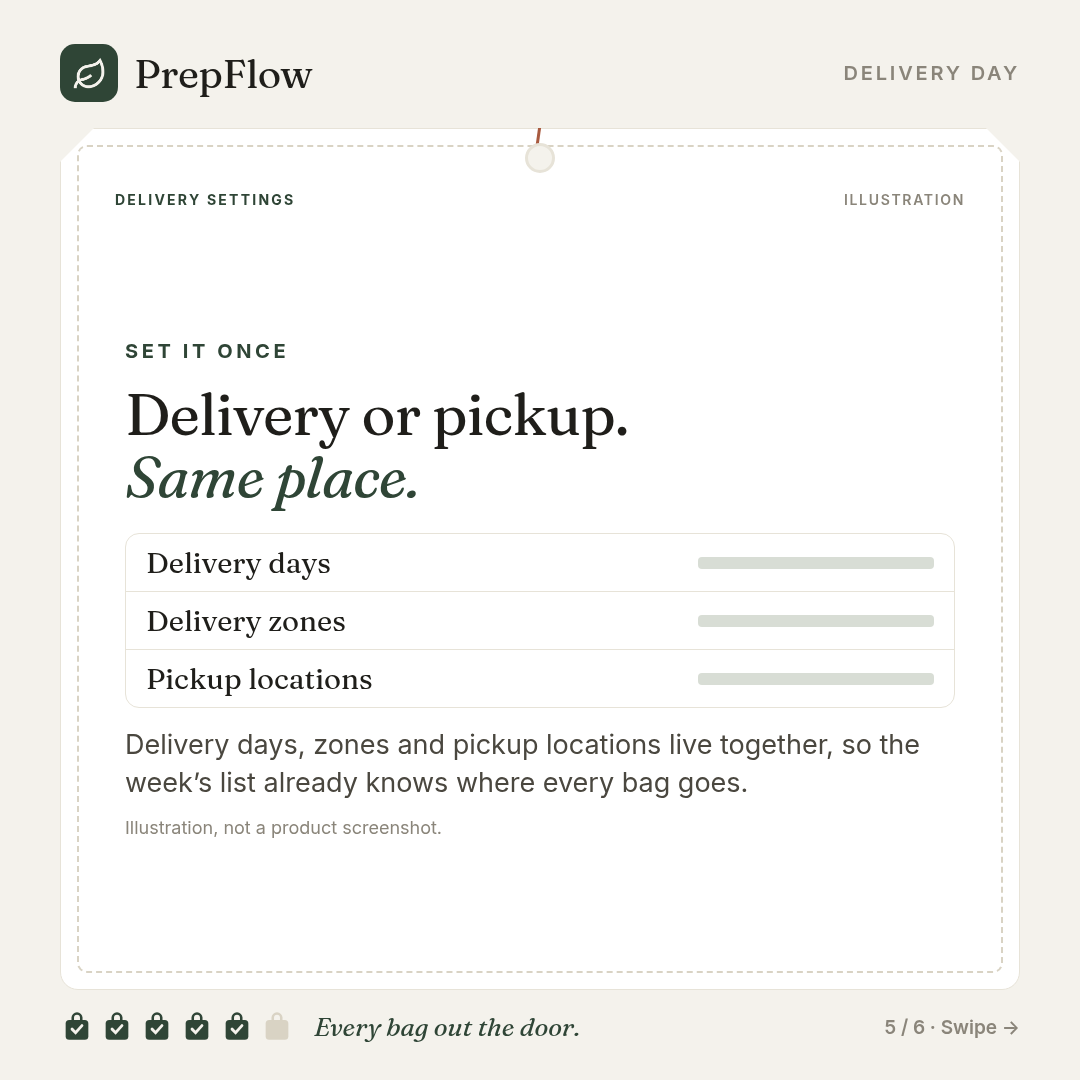 PrepFlow
DELIVERY DAY
DELIVERY SETTINGS
ILLUSTRATION
SET IT ONCE
Delivery or pickup.
Same place.
Delivery days
Delivery zones
Pickup locations
Delivery days, zones and pickup locations live together, so the
week’s list already knows where every bag goes.
Illustration, not a product screenshot.
Every bag out the door.
5 / 6 · Swipe →